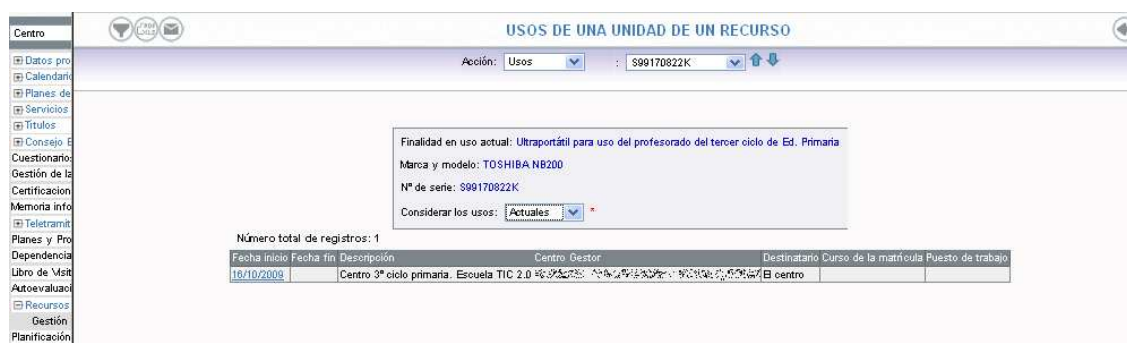 USOS DE UNA UNIDAD DE UN RECURSO
Acción: Usos : S99170822K
Centro
Datos pro
Calendario
Planes de
Servicios
Títulos
Consejo E
Cuestionario:
Gestión de la
Certificacion
Memoria info
Teletramit
Planes y Pro
Dependencia
Libro de Visit
Autoevaluaci
Recursos
Gestión
Planificación
Finalidad en uso actual: Ultraportátil para uso del profesorado del tercer ciclo de Ed. Primaria
Marca y modelo: TOSHIBA NB200
Nº de serie: S99170822K
Considerar los usos: Actuales *
Número total de registros: 1
Fecha inicio Fecha fin Descripción Centro Gestor Destinatario Curso de la matrícula Puesto de trabajo
16/10/2009 Centro 3º ciclo primaria. Escuela TIC 2.0 El centro